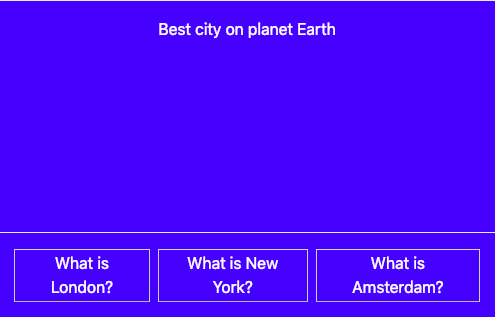 Best city on planet Earth
What is
London?
What is New
York?
What is
Amsterdam?